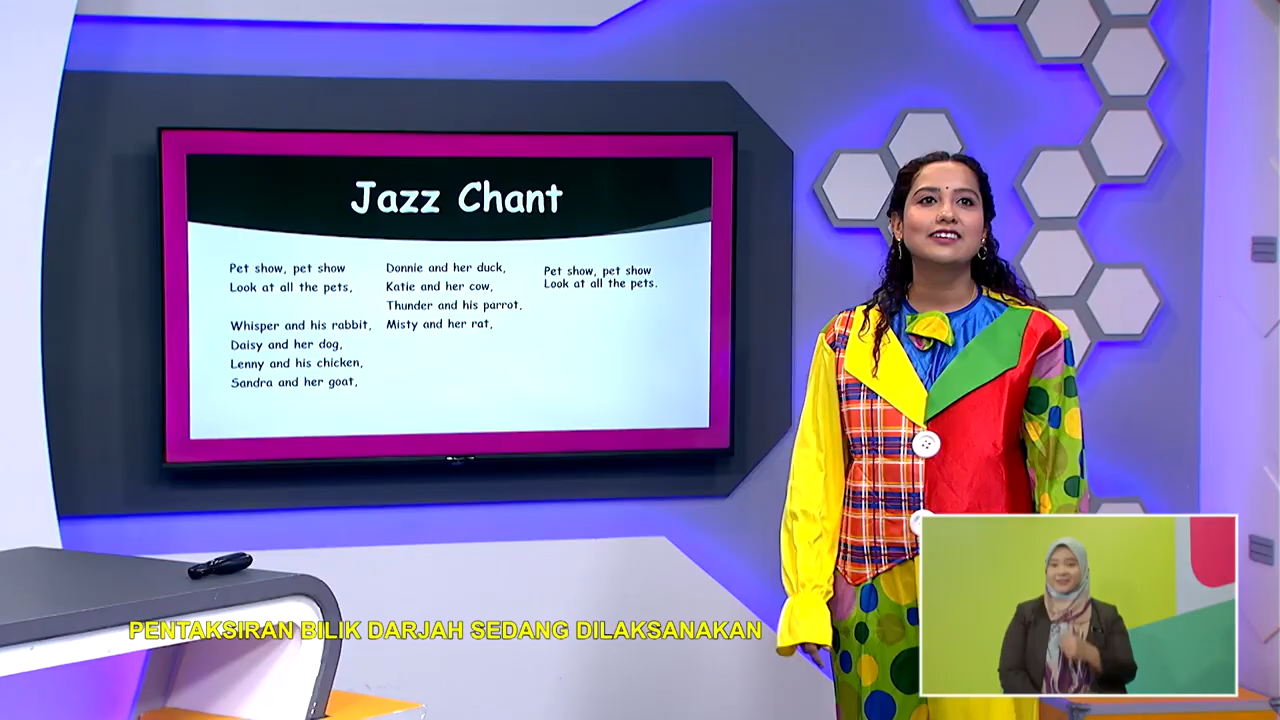 Jazz Chant
Pet show, pet show
Look at all the pets,
Whisper and his rabbit,
Daisy and her dog,
Lenny and his chicken,
Sandra and her goat,
Donnie and her duck,
Katie and her cow,
Thunder and his parrot.
Misty and her rat,
Pet show, pet show
Look at all the pets.
PENTAKSIRAN BILIK DARJAH SEDANG DILAKSANAKAN